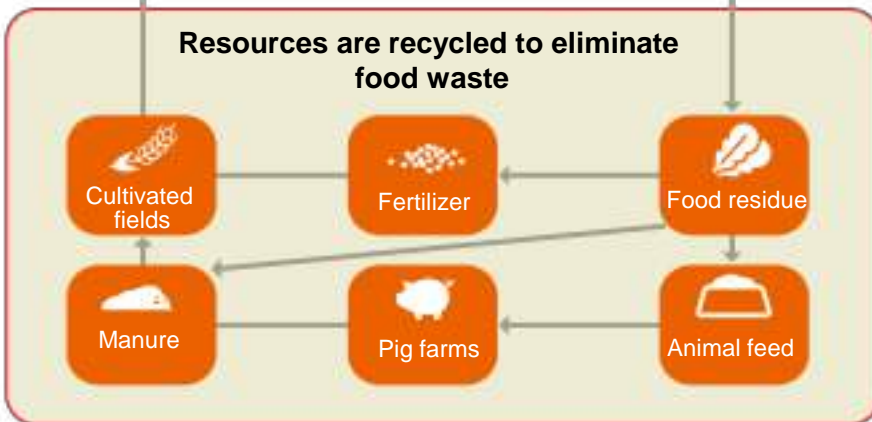 Resources are recycled to eliminate
food waste
Cultivated
fields
Fertilizer
Food residue
Manure
Pig farms
Animal feed